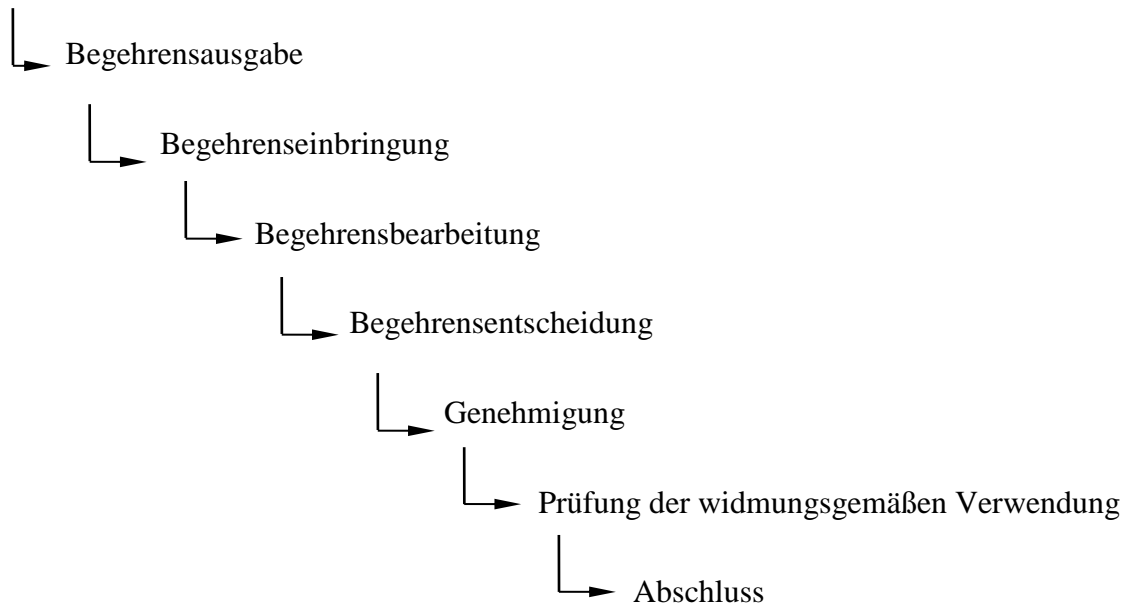 Begehrensausgabe
Begehrenseinbringung
Begehrensbearbeitung
Begehrensentscheidung
Genehmigung
Prüfung der widmungsgemäßen Verwendung
Abschluss